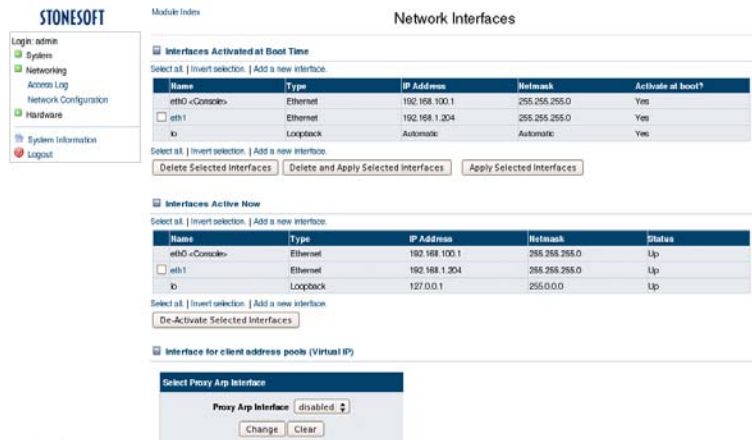 STONESOFT
Login: admin
System
Networking
Access Log
Network Configuration
Hardware
System Information
Logout
Module Index
Network Interfaces
Interfaces Activated at Boot Time
Select all. | Invert selection. | Add a new interface.
Name Type IP Address Netmask Activate at boot?
eth0 <Console> Ethernet 192.168.100.1 255.255.255.0 Yes
eth1 Ethernet 192.168.1.204 255.255.255.0 Yes
lo Loopback Automatic Automatic Yes
Select all. | Invert selection. | Add a new interface.
Delete Selected Interfaces Delete and Apply Selected Interfaces Apply Selected Interfaces
Interfaces Active Now
Select all. | Invert selection. | Add a new interface.
Name Type IP Address Netmask Status
eth0 <Console> Ethernet 192.168.100.1 255.255.255.0 Up
eth1 Ethernet 192.168.1.204 255.255.255.0 Up
lo Loopback 127.0.0.1 255.0.0.0 Up
Select all. | Invert selection. | Add a new interface.
De-Activate Selected Interfaces
Interface for client address pools (Virtual IP)
Select Proxy Arp Interface
Proxy Arp Interface disabled
Change Clear